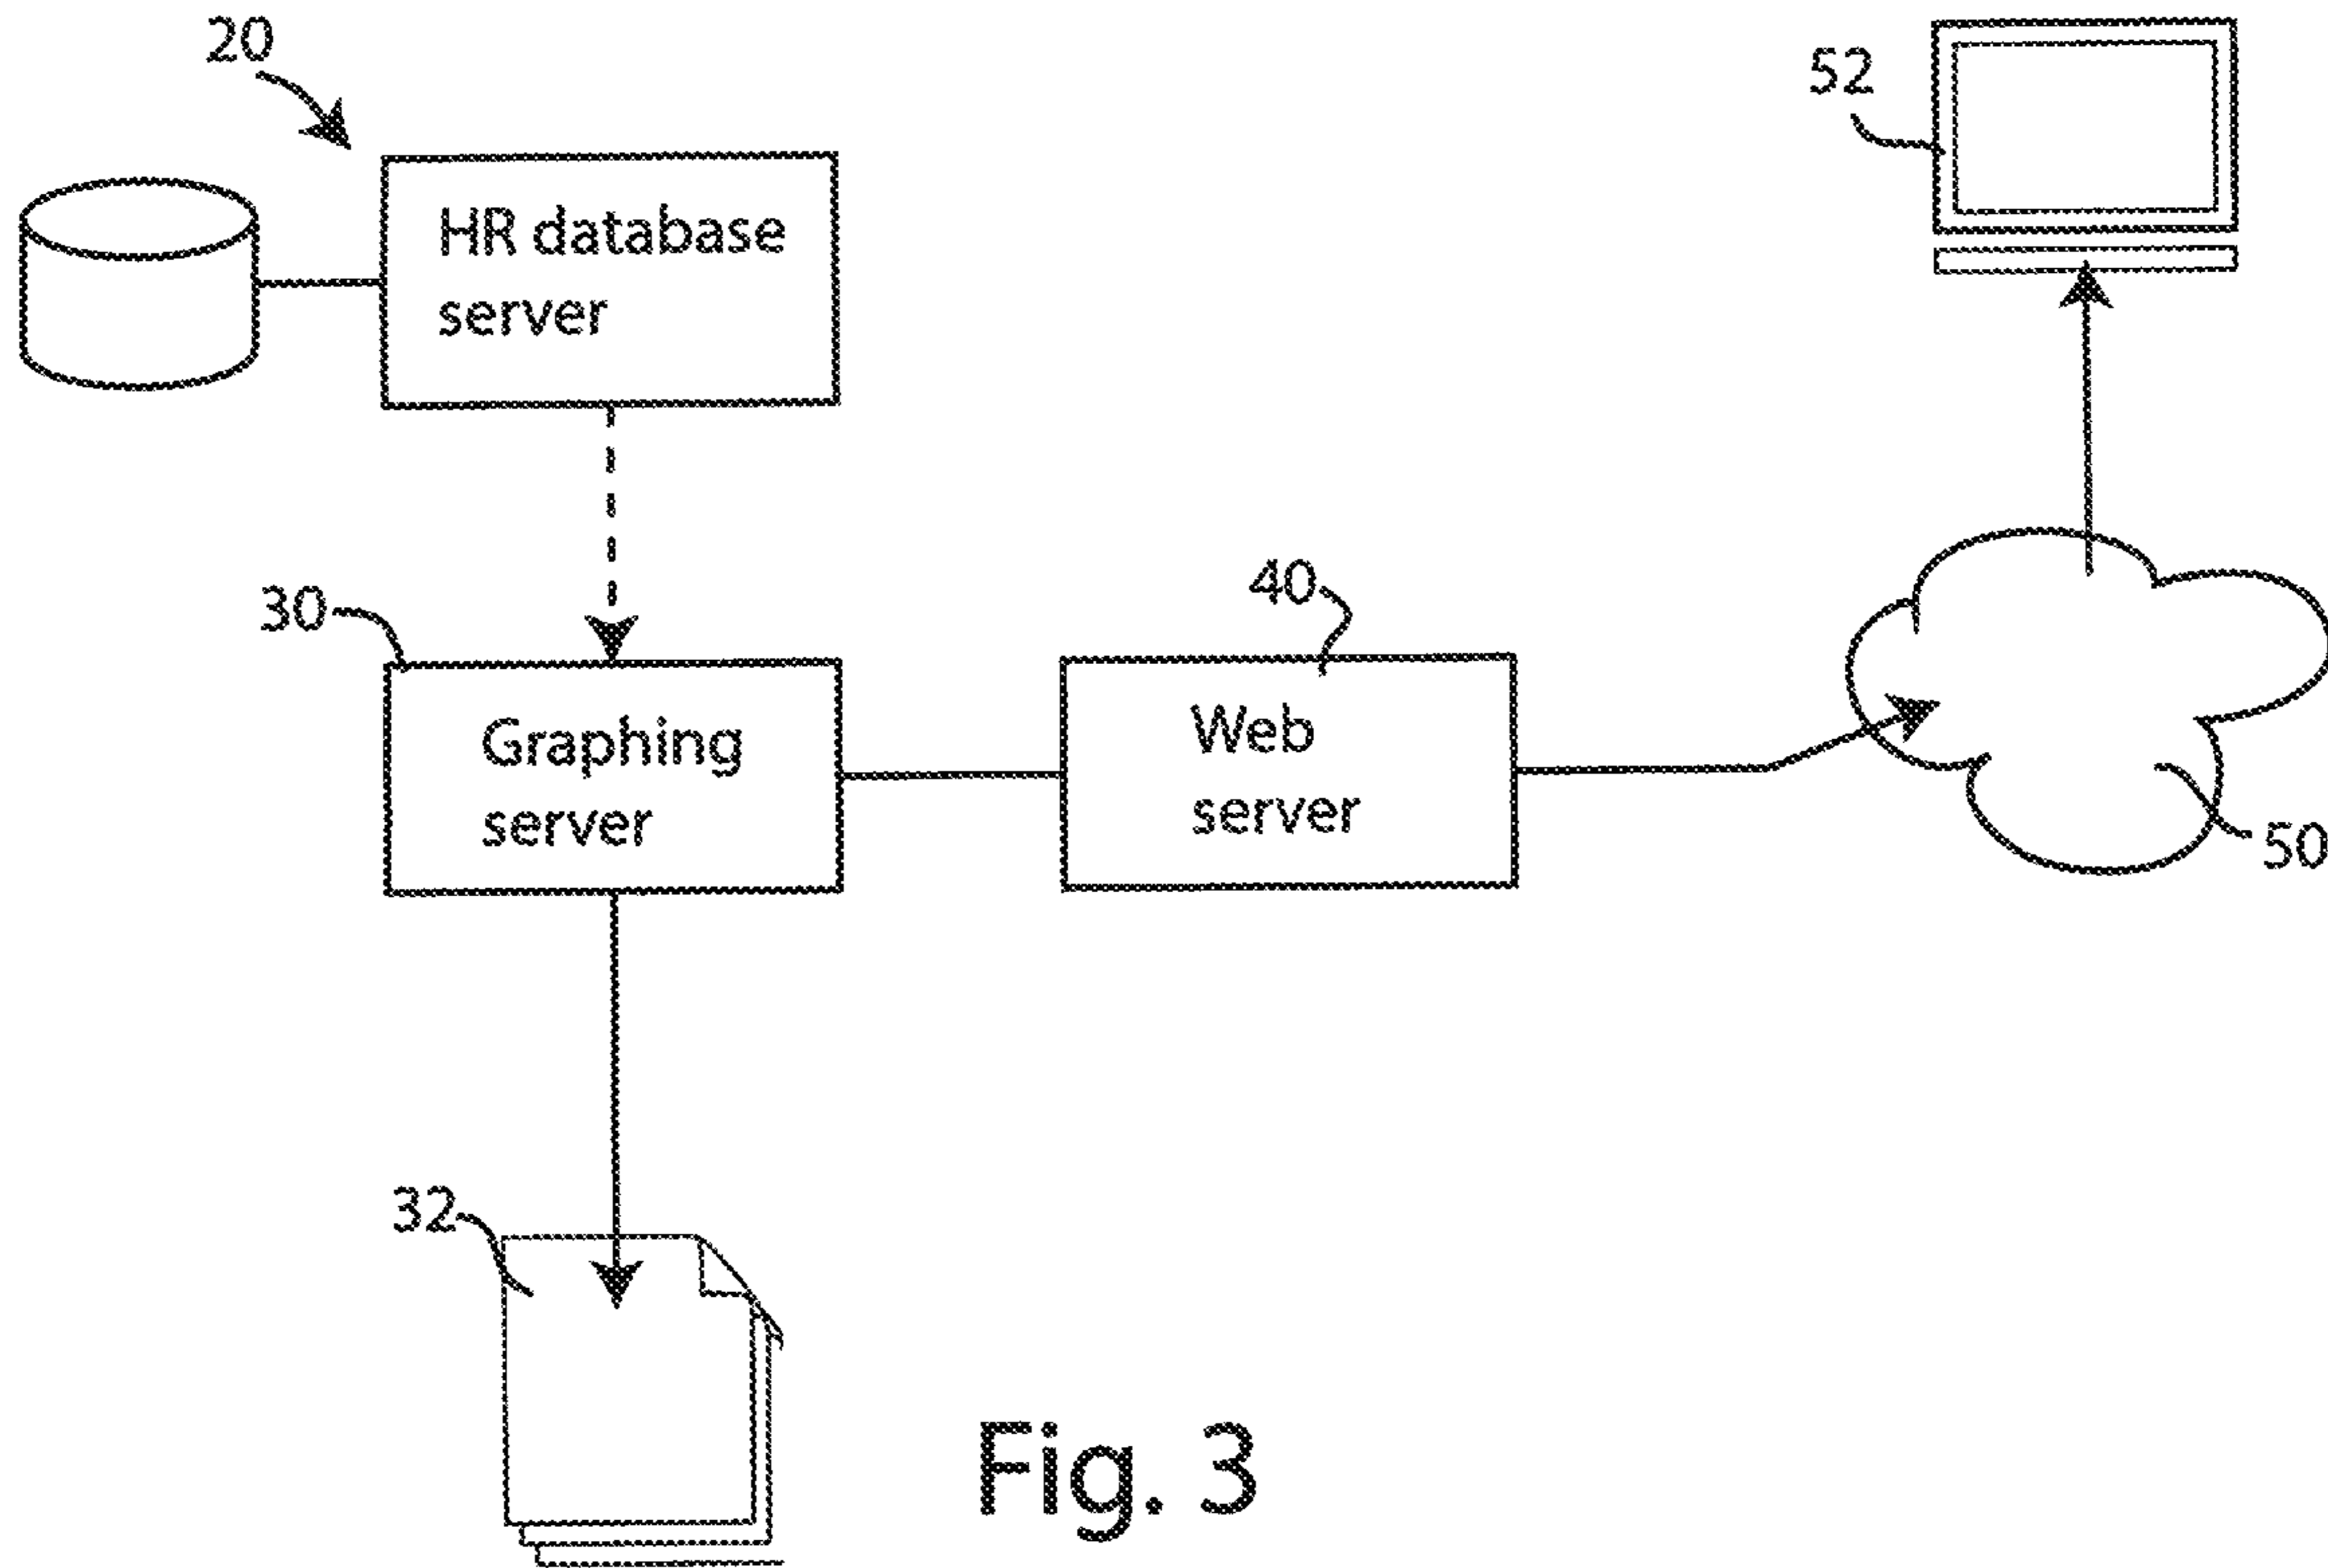 20
52
HR database
server
30
40
Graphing
server
Web
server
50
32
Fig. 3